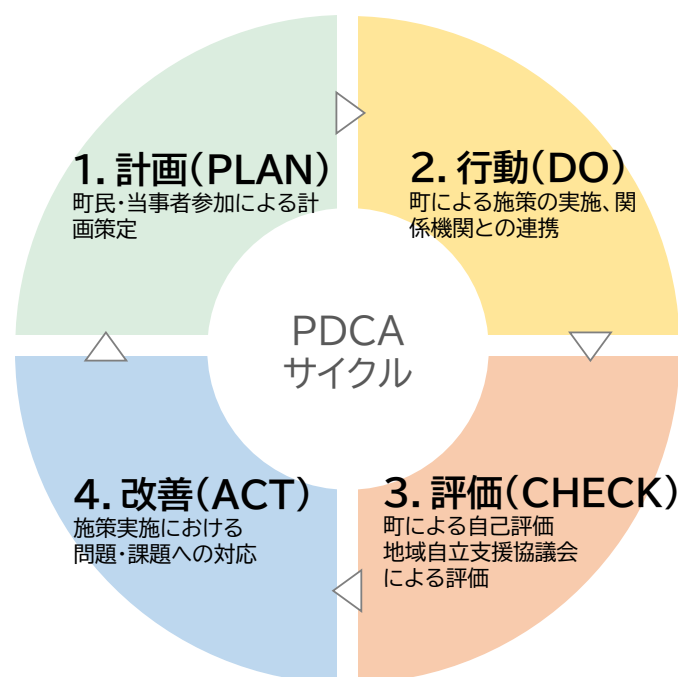 1. 計画(PLAN)
町民・当事者参加による計
画策定
2. 行動(DO)
町による施策の実施、関
係機関との連携
PDCA
サイクル
3. 評価(CHECK)
町による自己評価
地域自立支援協議会
による評価
4. 改善(ACT)
施策実施における
問題・課題への対応